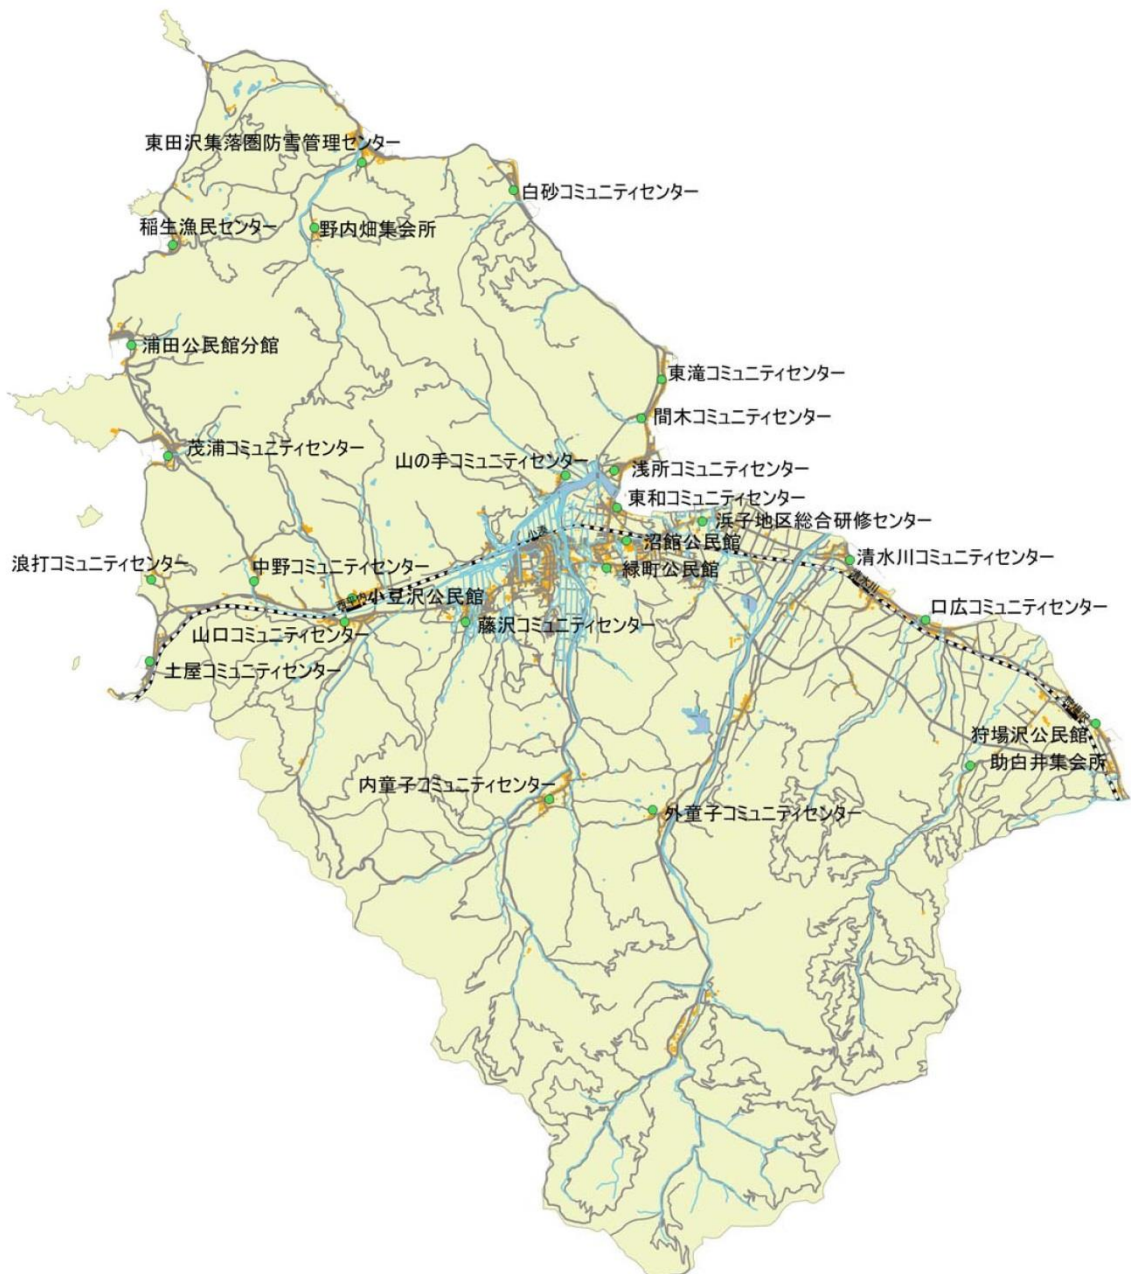 東田沢集落圏防雪管理センター
白砂コミュニティセンター
稲生漁民センター
野内畑集会所
浦田公民館分館
東滝コミュニティセンター
間木コミュニティセンター
茂浦コミュニティセンター
山の手コミュニティセンター
浅所コミュニティセンター
東和コミュニティセンター
浜子地区総合研修センター
小湊
沼館公民館
清水川コミュニティセンター
浪打コミュニティセンター
中野コミュニティセンター
緑町公民館
清水川
西平内
小豆沢公民館
口広コミュニティセンター
山口コミュニティセンター
藤沢コミュニティセンター
土屋コミュニティセンター
狩場沢
狩場沢公民館
助白井集会所
内童子コミュニティセンター
外童子コミュニティセンター